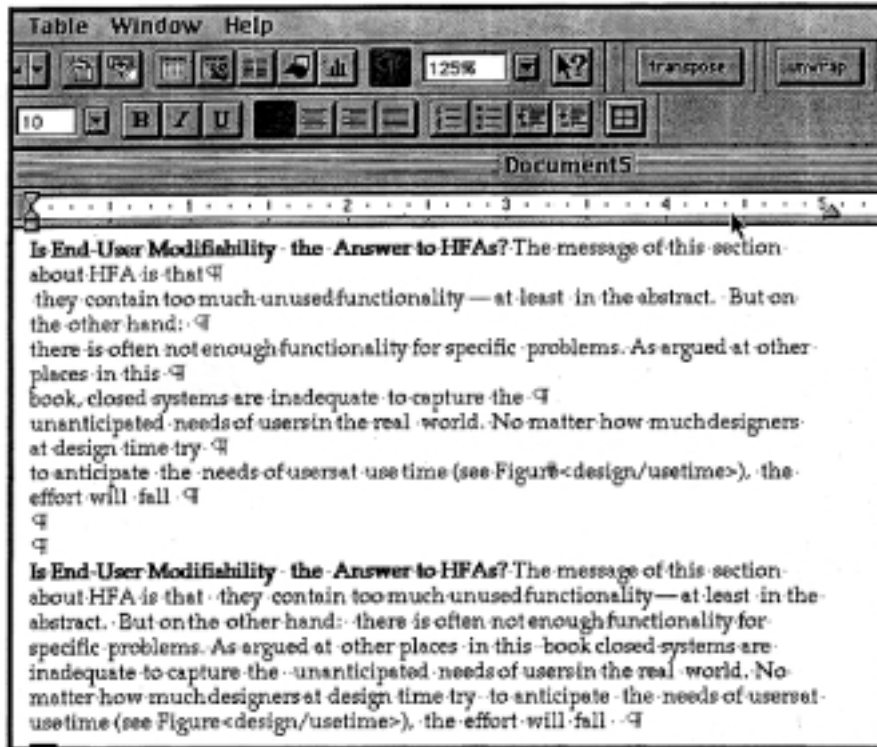 Table Window Help
125% transpose unwrap
10 B I U
Document5
2 3 4 5
Is End-User Modifiability the Answer to HFAs? The message of this section
about HFA is that¶
they contain too much unused functionality — at least in the abstract. But on
the other hand: ¶
there is often not enough functionality for specific problems. As argued at other
places in this ¶
book, closed systems are inadequate to capture the ¶
unanticipated needs of usersin the real world. No matter how muchdesigners
at design time try ¶
to anticipate the needs of usersat use time (see Figure<design/usetime>), the
effort will fall ¶
¶
¶
Is End-User Modifiability the Answer to HFAs? The message of this section
about HFA is that they contain too much unused functionality — at least in the
abstract. But on the other hand: there is often not enough functionality for
specific problems. As argued at other places in this book closed systems are
inadequate to capture the unanticipated needs of usersin the real world. No
matter how muchdesigners at design time try to anticipate the needs of usersat
usetime (see Figure<design/usetime>), the effort will fall ¶